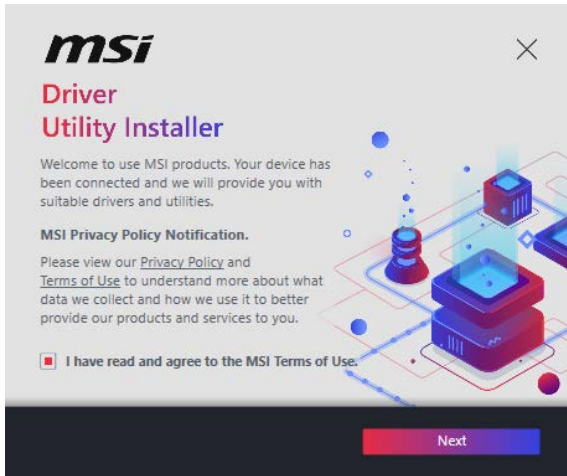 msi
Driver
Utility Installer
Welcome to use MSI products. Your device has
been connected and we will provide you with
suitable drivers and utilities.
MSI Privacy Policy Notification.
Please view our Privacy Policy and
Terms of Use to understand more about what
data we collect and how we use it to better
provide our products and services to you.
I have read and agree to the MSI Terms of Use.
Next